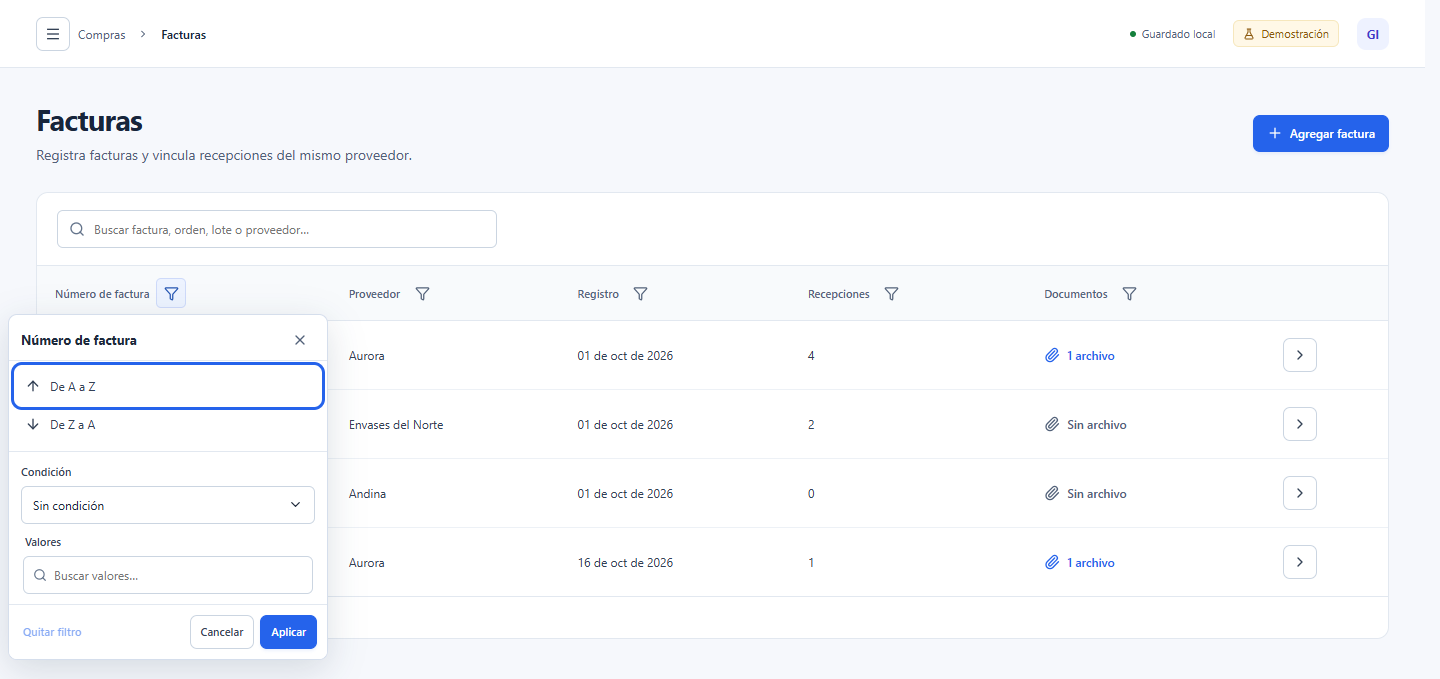 Compras > Facturas
Guardado local
Demostración
GI
Facturas
Registra facturas y vincula recepciones del mismo proveedor.
Agregar factura
Buscar factura, orden, lote o proveedor...
Número de factura Proveedor Registro Recepciones Documentos
Número de factura
De A a Z
De Z a A
Condición
Sin condición
Valores
Buscar valores...
Quitar filtro Cancelar Aplicar
Aurora 01 de oct de 2026 4 1 archivo
Envases del Norte 01 de oct de 2026 2 Sin archivo
Andina 01 de oct de 2026 0 Sin archivo
Aurora 16 de oct de 2026 1 1 archivo